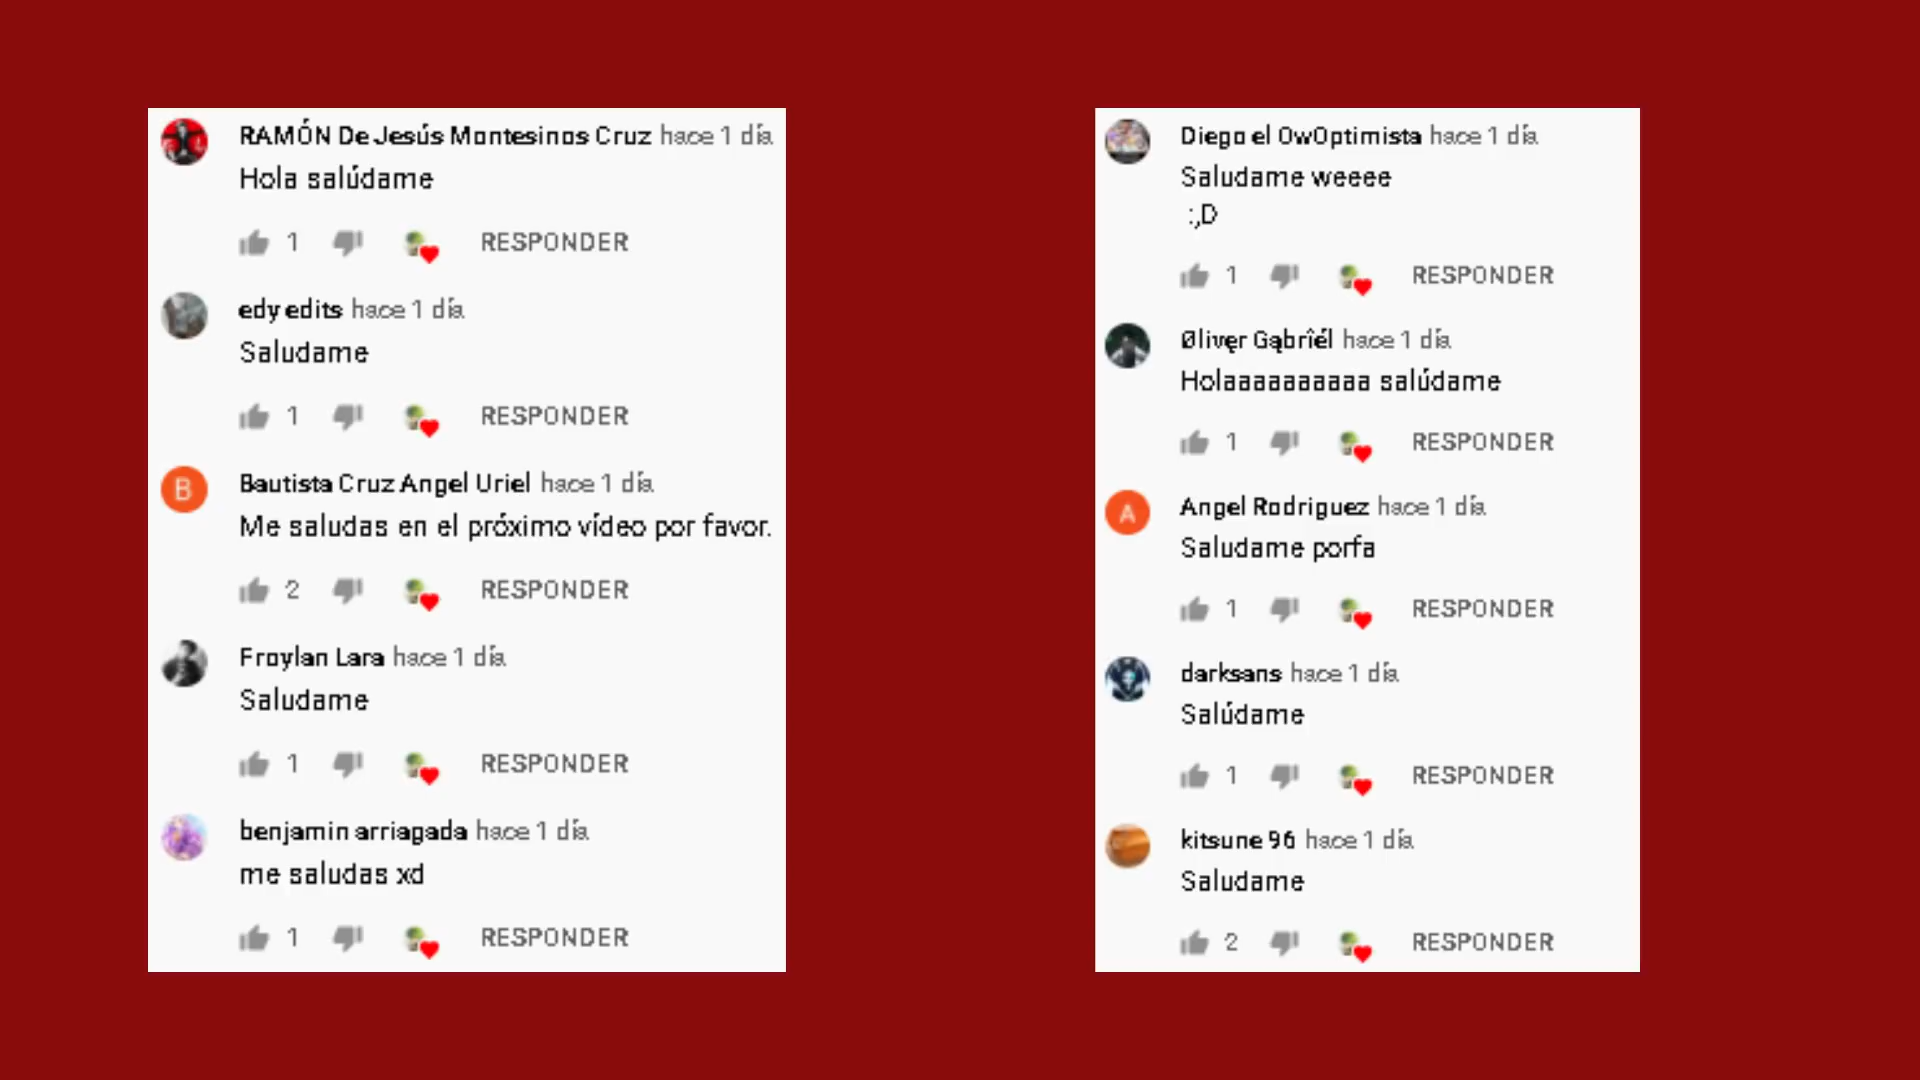 RAMÓN De Jesús Montesinos Cruz hace 1 día
Hola salúdame
1 RESPONDER
edy edits hace 1 día
Saludame
1 RESPONDER
B
Bautista Cruz Angel Uriel hace 1 día
Me saludas en el próximo vídeo por favor.
2 RESPONDER
Froylan Lara hace 1 día
Saludame
1 RESPONDER
benjamin arriagada hace 1 día
me saludas xd
1 RESPONDER
Diego el OwOptimista hace 1 día
Saludame weeee
:,D
1 RESPONDER
Ølivęr Gąbrîél hace 1 día
Holaaaaaaaaaaa salúdame
1 RESPONDER
A
Angel Rodriguez hace 1 día
Saludame porfa
1 RESPONDER
darksans hace 1 día
Salúdame
1 RESPONDER
kitsune 96 hace 1 día
Saludame
2 RESPONDER